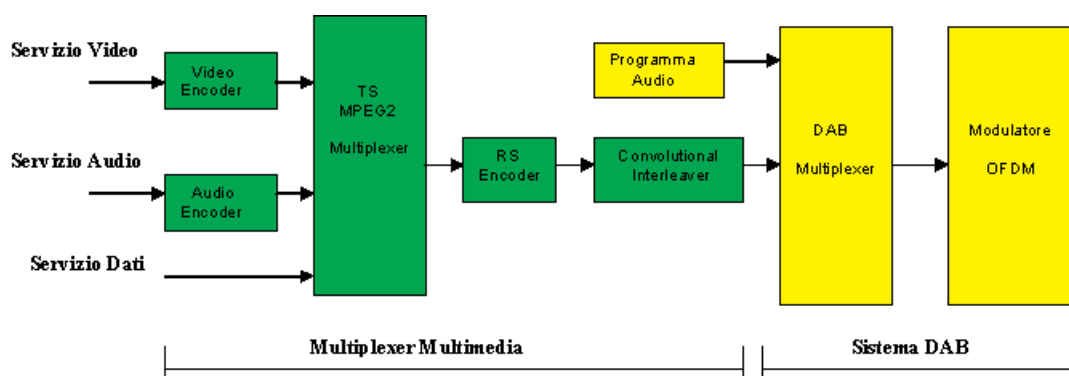 Servizio Video
Video
Encoder
Servizio Audio
Audio
Encoder
Servizio Dati
TS
MPEG2
Multiplexer
RS
Encoder
Convolutional
Interleaver
Programma
Audio
DAB
Multiplexer
Modulatore
OFDM
Multiplexer Multimedia
Sistema DAB